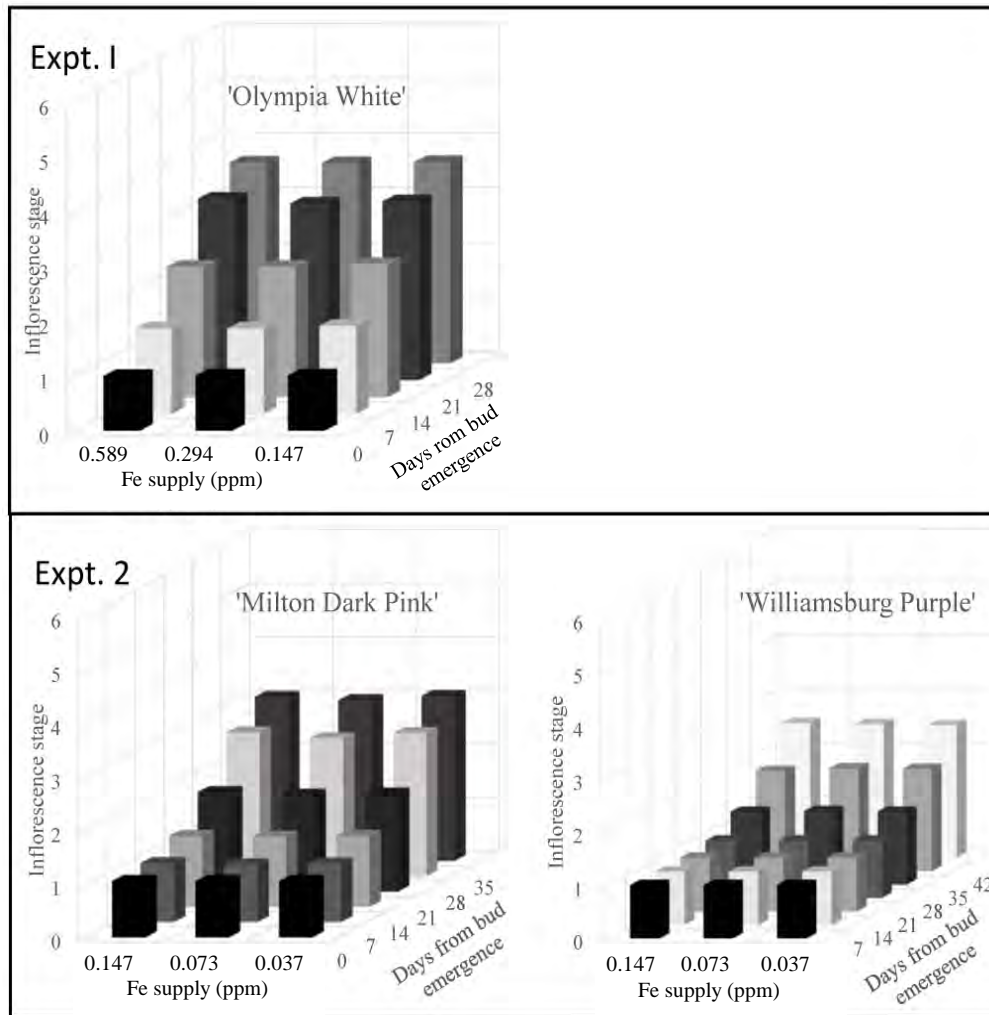 Expt. I
'Olympia White'
Inflorescence stage
6
5
4
3
2
1
0
0.589 0.294 0.147
Fe supply (ppm)
0 7 14 21 28
Days rom bud
emergence
Expt. 2
'Milton Dark Pink'
Inflorescence stage
6
5
4
3
2
1
0
0.147 0.073 0.037
Fe supply (ppm)
0 7 14 21 28 35
Days from bud
emergence
'Williamsburg Purple'
Inflorescence stage
6
5
4
3
2
1
0
0.147 0.073 0.037
Fe supply (ppm)
7 14 21 28 35 42
Days from bud
emergence